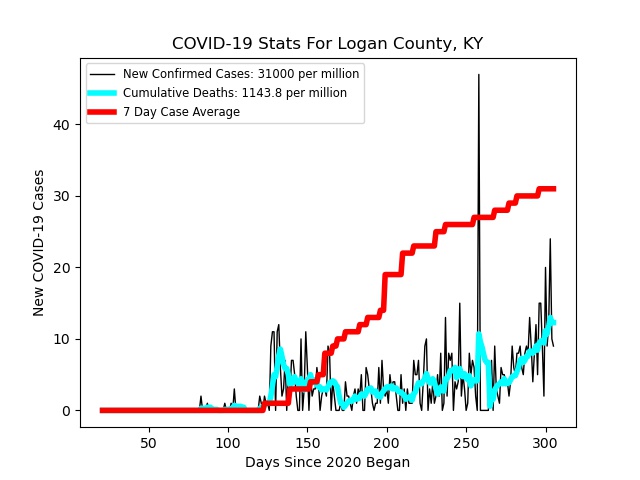 COVID-19 Stats For Logan County, KY
New Confirmed Cases: 31000 per million
Cumulative Deaths: 1143.8 per million
7 Day Case Average
New COVID-19 Cases
40
30
20
10
0
50 100 150 200 250 300
Days Since 2020 Began